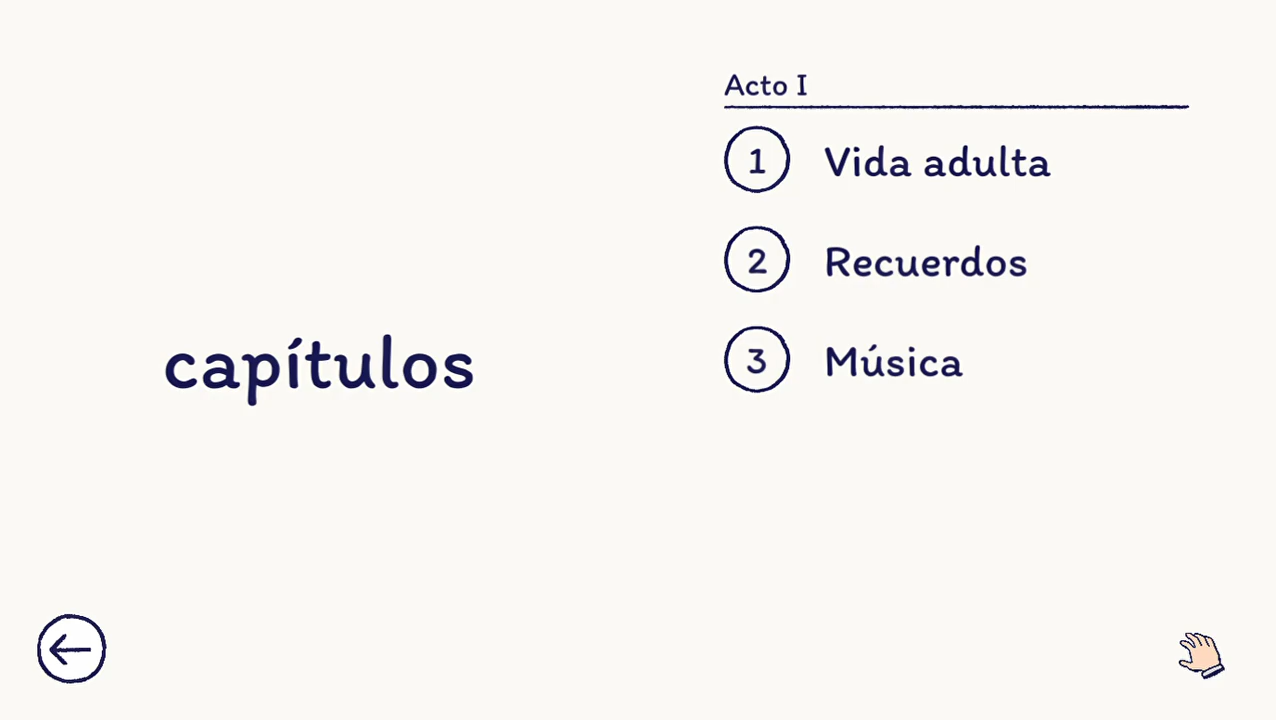 capítulos
Acto I
1 Vida adulta
2 Recuerdos
3 Música